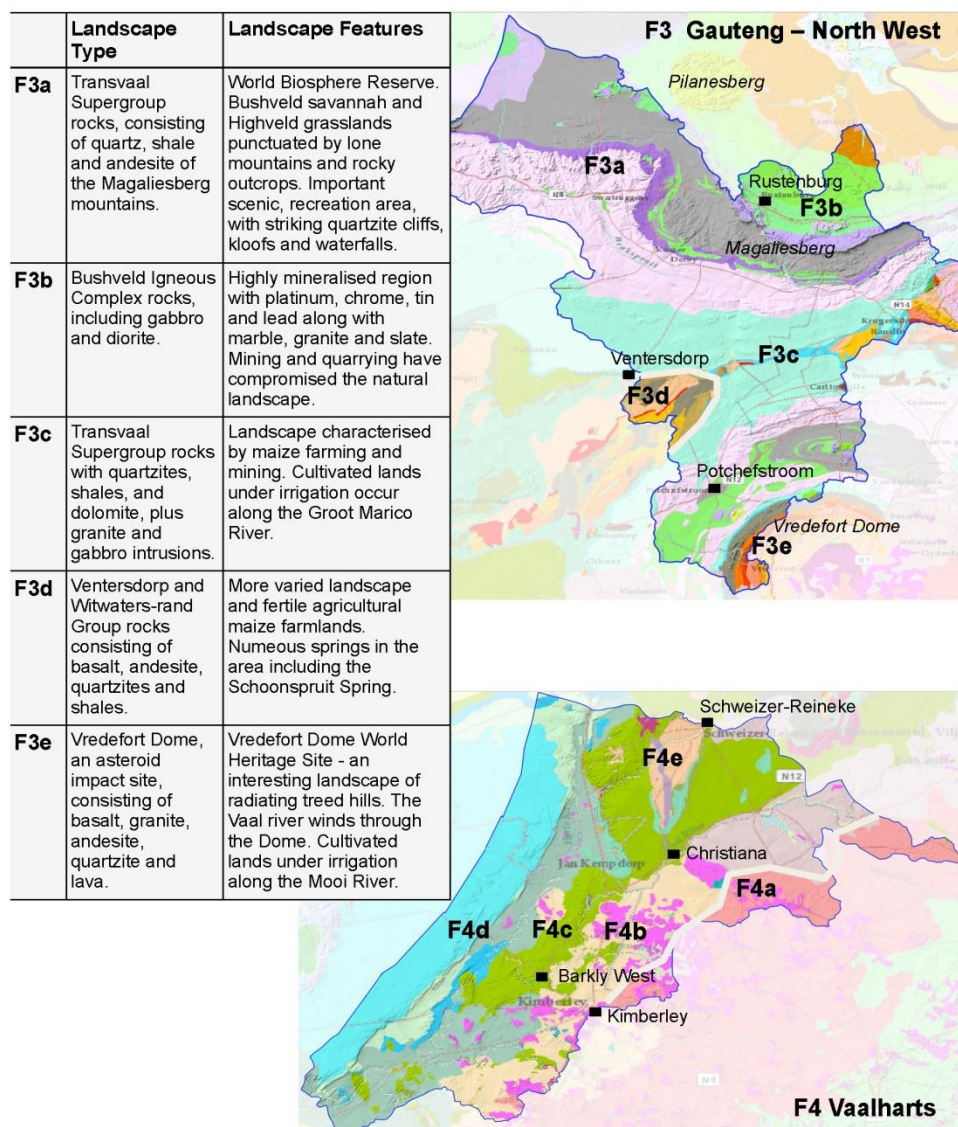 Landscape Type
Landscape Features
F3a
Transvaal
Supergroup
rocks, consisting
of quartz, shale
and andesite of
the Magaliesberg
mountains.
World Biosphere Reserve.
Bushveld savannah and
Highveld grasslands
punctuated by lone
mountains and rocky
outcrops. Important
scenic, recreation area,
with striking quartzite cliffs,
kloofs and waterfalls.
F3b
Bushveld Igneous
Complex rocks,
including gabbro
and diorite.
Highly mineralised region
with platinum, chrome, tin
and lead along with
marble, granite and slate.
Mining and quarrying have
compromised the natural
landscape.
F3c
Transvaal
Supergroup rocks
with quartzites,
shales, and
dolomite, plus
granite and
gabbro intrusions.
Landscape characterised
by maize farming and
mining. Cultivated lands
under irrigation occur
along the Groot Marico
River.
F3d
Ventersdorp and
Witwaters-rand
Group rocks
consisting of
basalt, andesite,
quartzites and
shales.
More varied landscape
and fertile agricultural
maize farmlands.
Numerous springs in the
area including the
Schoonspruit Spring.
F3e
Vredefort Dome,
an asteroid
impact site,
consisting of
basalt, granite,
andesite,
quartzite and
lava.
Vredefort Dome World
Heritage Site - an
interesting landscape of
radiating treed hills. The
Vaal river winds through
the Dome. Cultivated
lands under irrigation
along the Mooi River.
F3 Gauteng – North West
Pilanesberg
F3a
Rustenburg
F3b
Magaliesberg
N14
F3c
Ventersdorp
F3d
Potchefstroom
N12
Vredefort Dome
F3e
Schweizer-Reineke
Schweizer
F4e
N12
Christiana
Jan Kempdorp
F4a
F4d
F4c
F4b
Barkly West
Kimberley
Kimberley
F4 Vaalharts